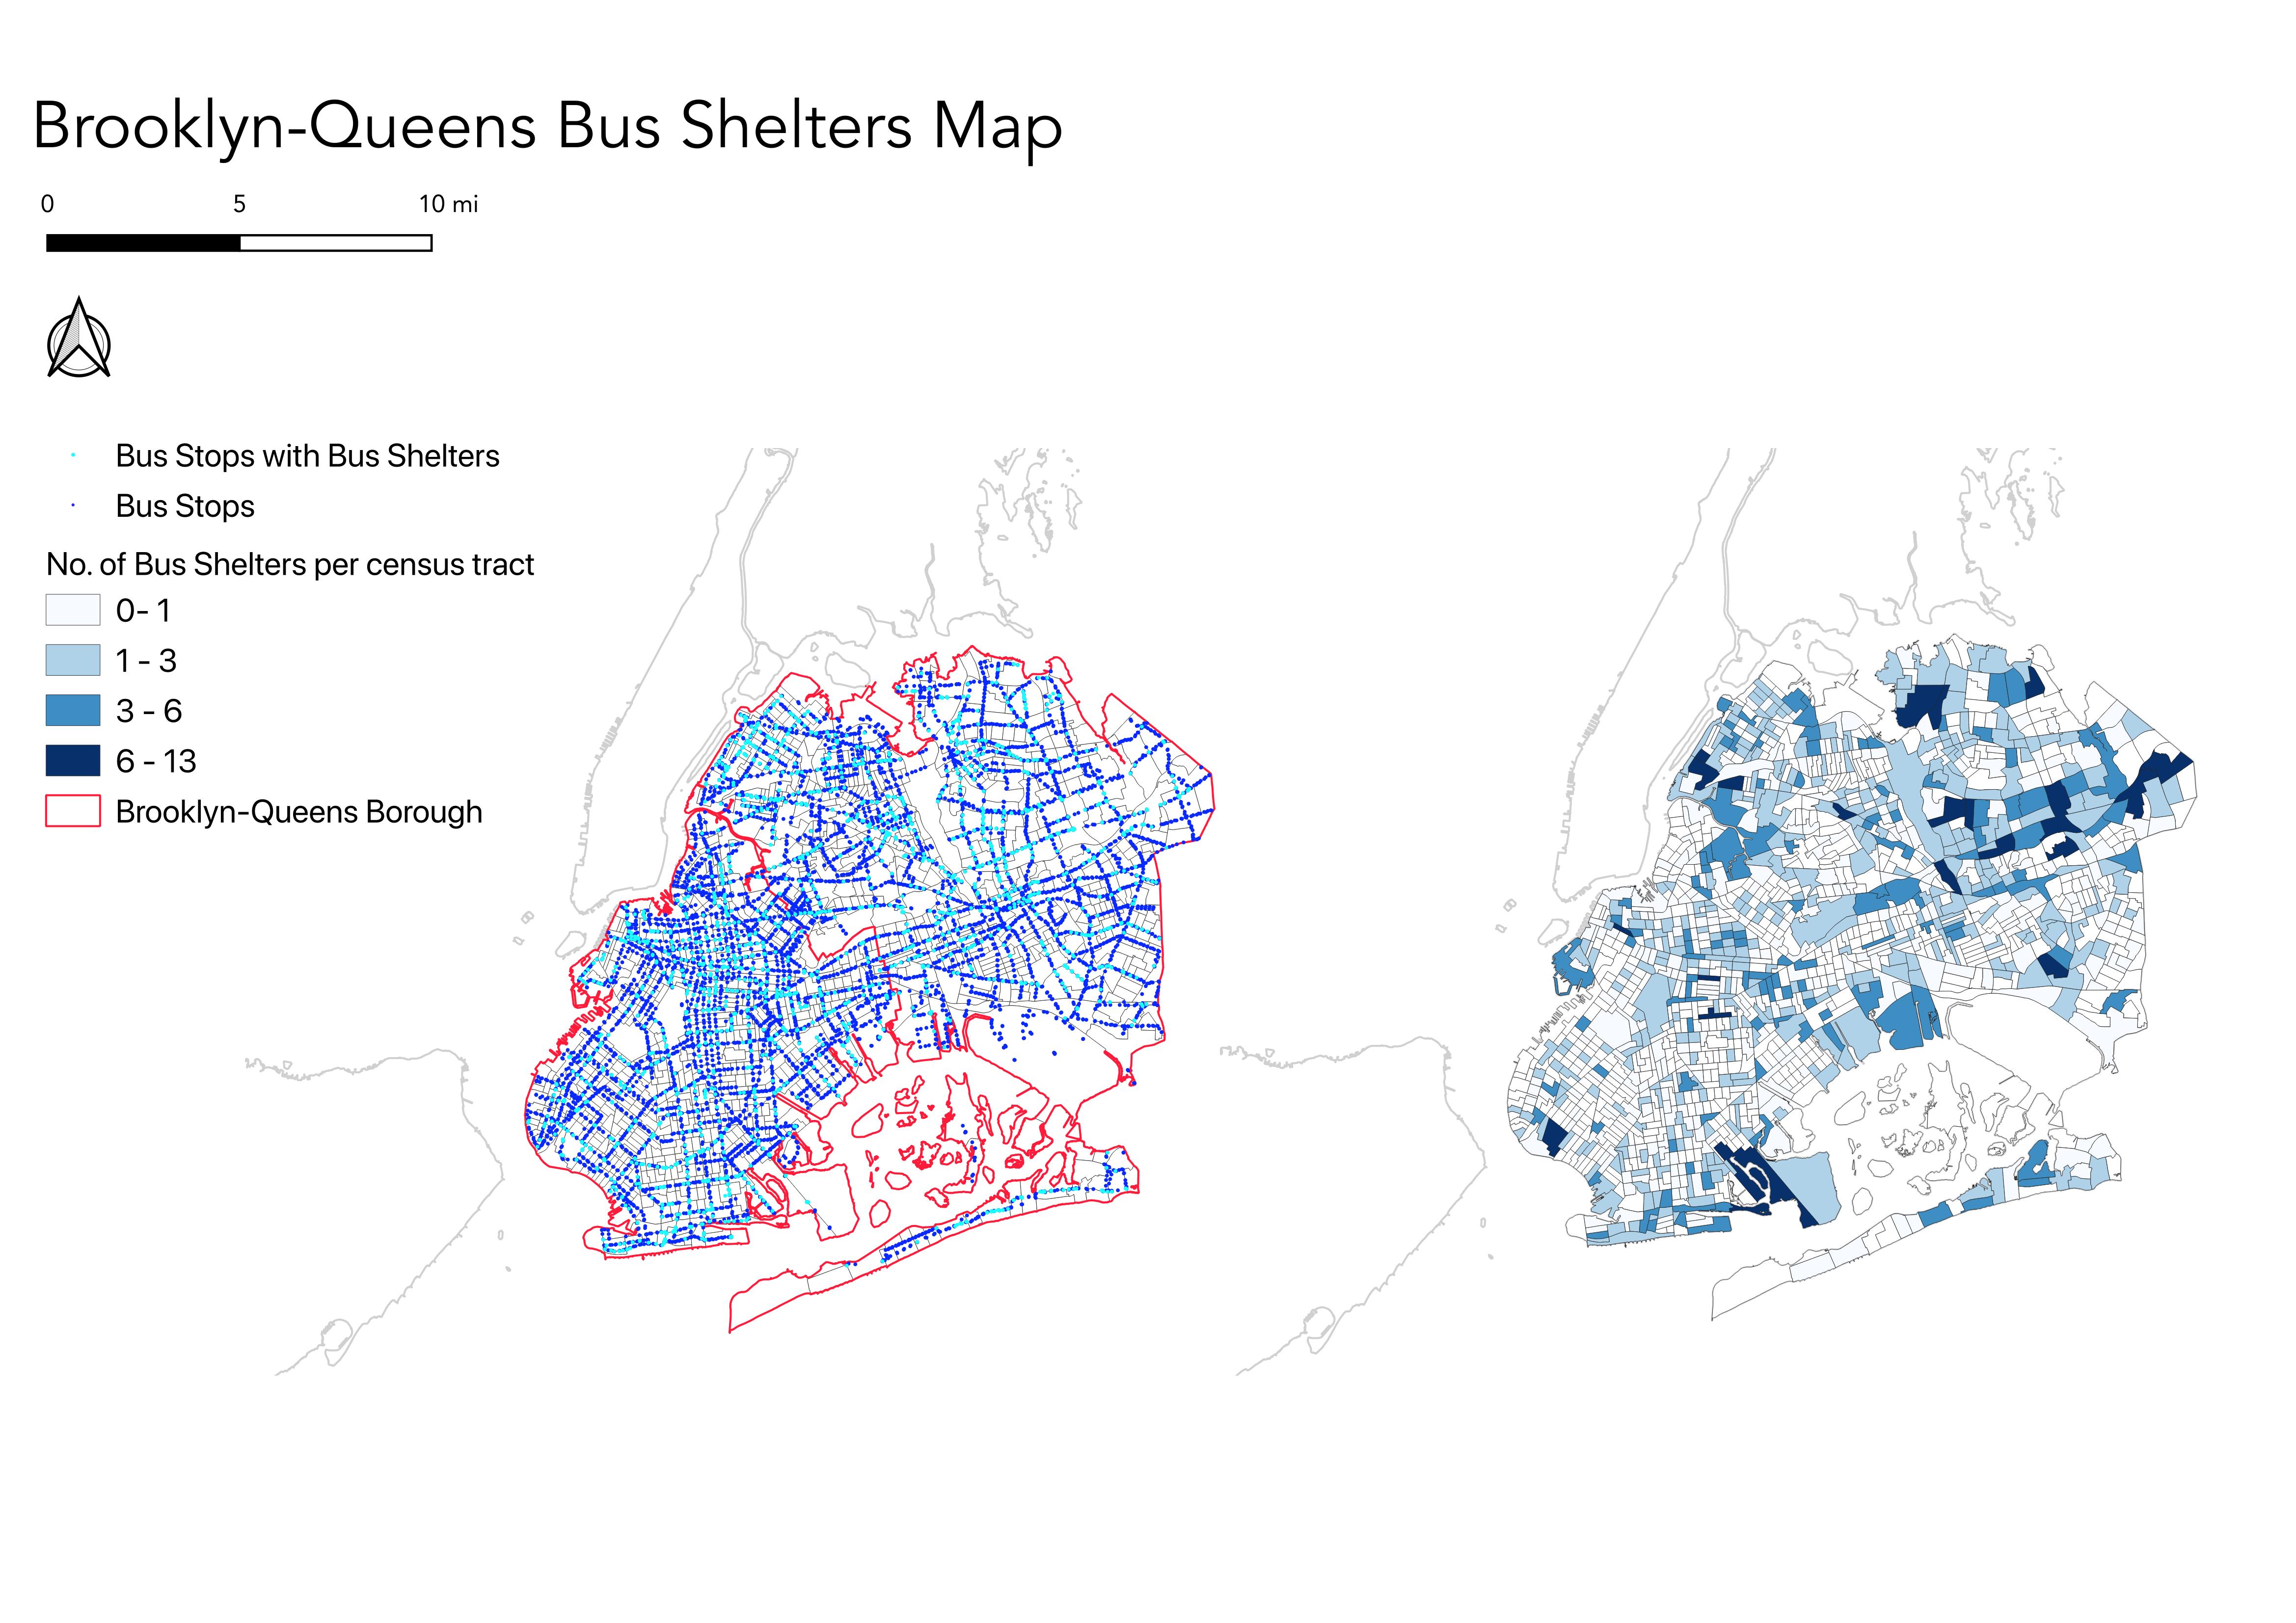 Brooklyn-Queens Bus Shelters Map
0 5 10 mi
Bus Stops with Bus Shelters
Bus Stops
No. of Bus Shelters per census tract
0- 1
1 - 3
3 - 6
6 - 13
Brooklyn-Queens Borough